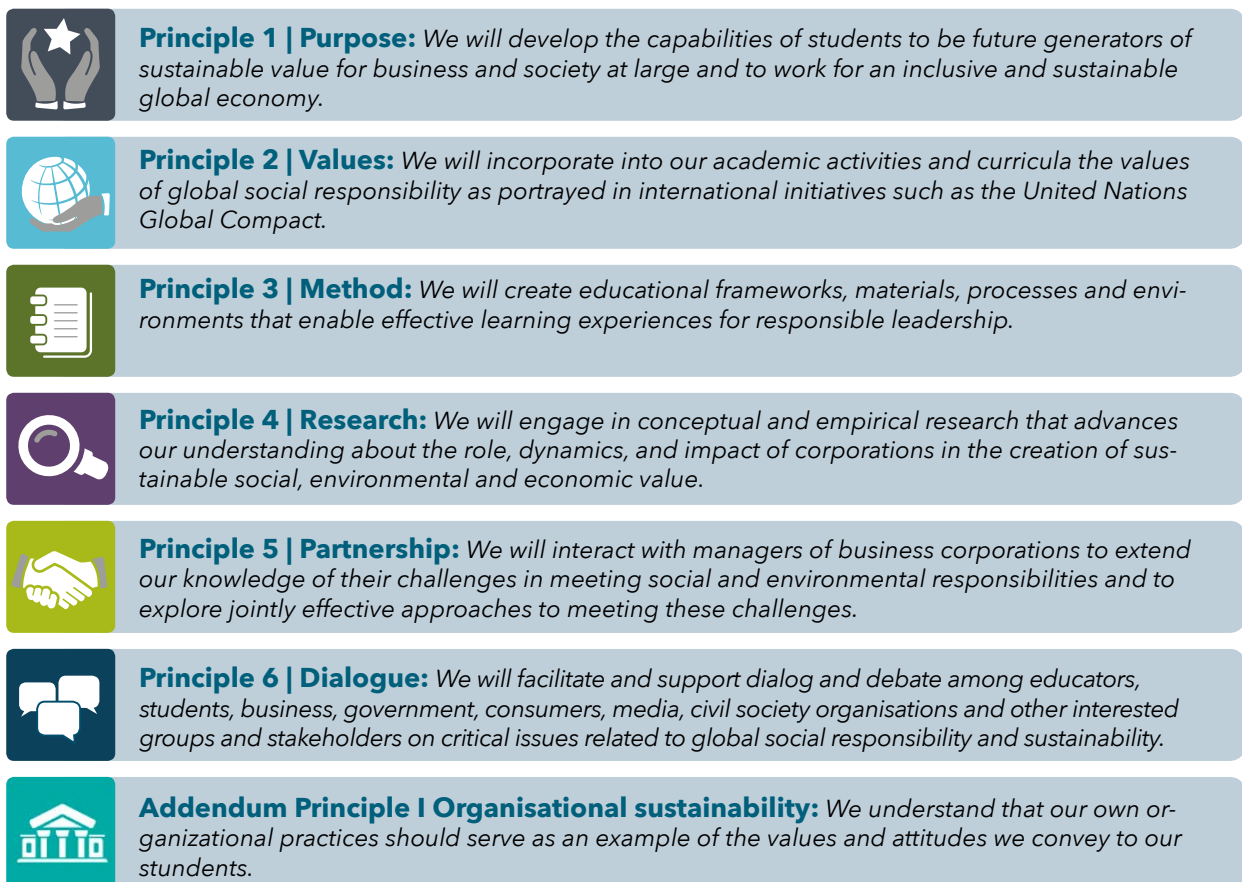 Principle 1 | Purpose: We will develop the capabilities of students to be future generators of
sustainable value for business and society at large and to work for an inclusive and sustainable
global economy.
Principle 2 | Values: We will incorporate into our academic activities and curricula the values
of global social responsibility as portrayed in international initiatives such as the United Nations
Global Compact.
Principle 3 | Method: We will create educational frameworks, materials, processes and envi-
ronments that enable effective learning experiences for responsible leadership.
Principle 4 | Research: We will engage in conceptual and empirical research that advances
our understanding about the role, dynamics, and impact of corporations in the creation of sus-
tainable social, environmental and economic value.
Principle 5 | Partnership: We will interact with managers of business corporations to extend
our knowledge of their challenges in meeting social and environmental responsibilities and to
explore jointly effective approaches to meeting these challenges.
Principle 6 | Dialogue: We will facilitate and support dialog and debate among educators,
students, business, government, consumers, media, civil society organisations and other interested
groups and stakeholders on critical issues related to global social responsibility and sustainability.
Addendum Principle I Organisational sustainability: We understand that our own or-
ganizational practices should serve as an example of the values and attitudes we convey to our
stundents.